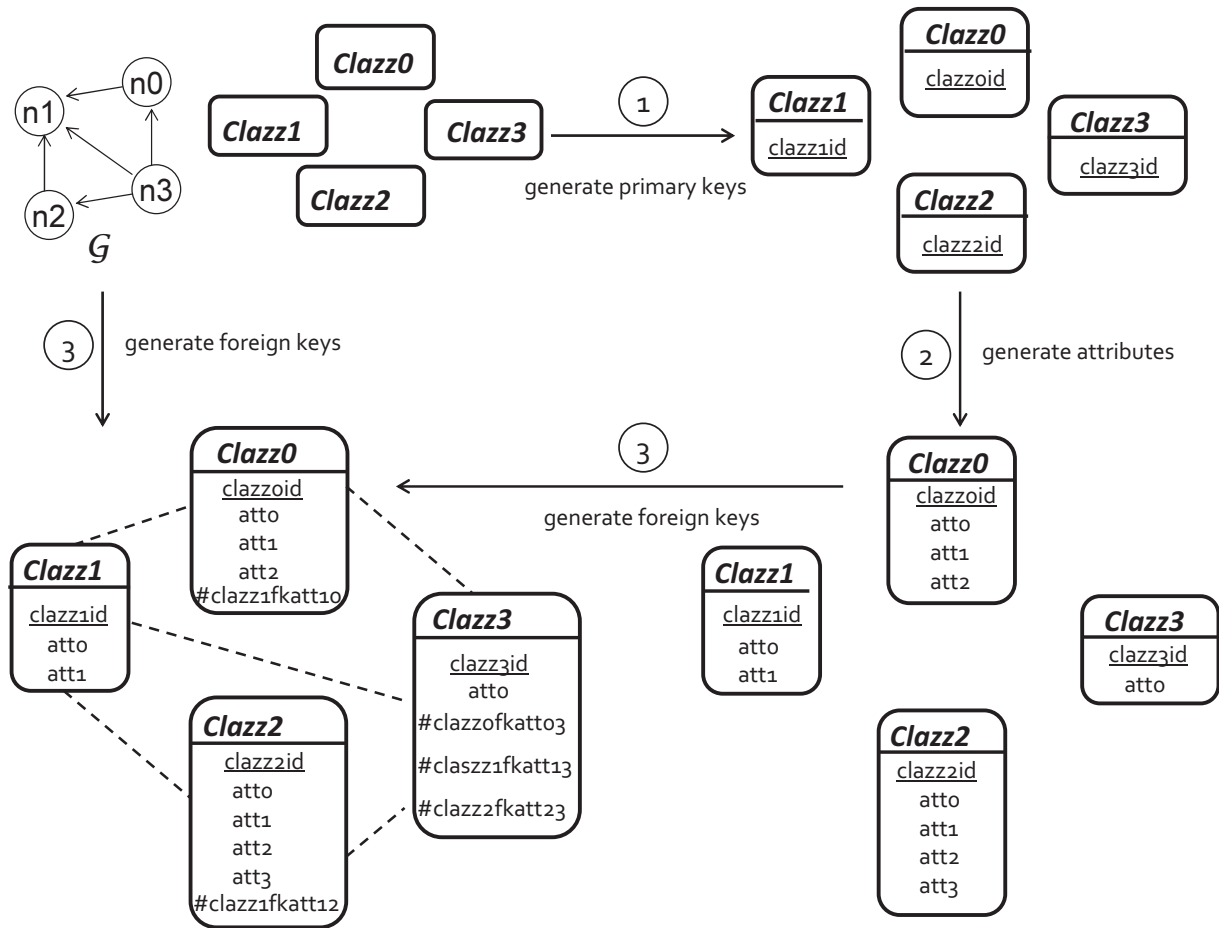 n1
n0
n2
n3
G
Clazz0
Clazz1
Clazz3
Clazz2
1
generate primary keys
Clazz1
clazz1id
Clazz0
clazz0id
Clazz3
clazz3id
Clazz2
clazz2id
3
generate foreign keys
2
generate attributes
Clazz0
clazz0id
att0
att1
att2
#clazz1fkatt10
Clazz1
clazz1id
att0
att1
Clazz3
clazz3id
att0
#clazz0fkatt03
#claszz1fkatt13
#clazz2fkatt23
Clazz2
clazz2id
att0
att1
att2
att3
#clazz1fkatt12
3
generate foreign keys
Clazz0
clazz0id
att0
att1
att2
Clazz1
clazz1id
att0
att1
Clazz3
clazz3id
att0
Clazz2
clazz2id
att0
att1
att2
att3